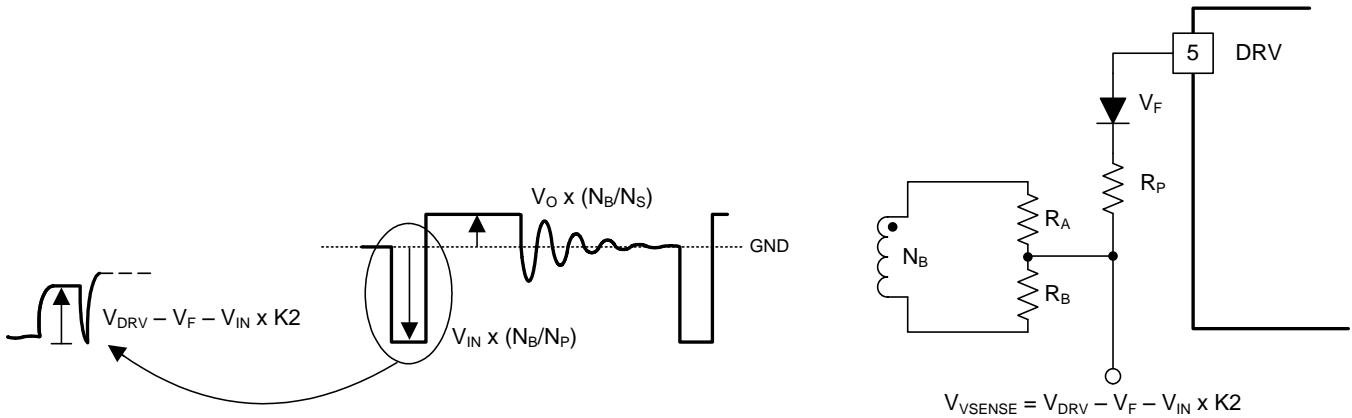 V_DRV – V_F – V_IN x K2
V_O x (N_B/N_S)
GND
V_IN x (N_B/N_P)
5
DRV
V_F
R_P
R_A
N_B
R_B
V_VSENSE = V_DRV – V_F – V_IN x K2